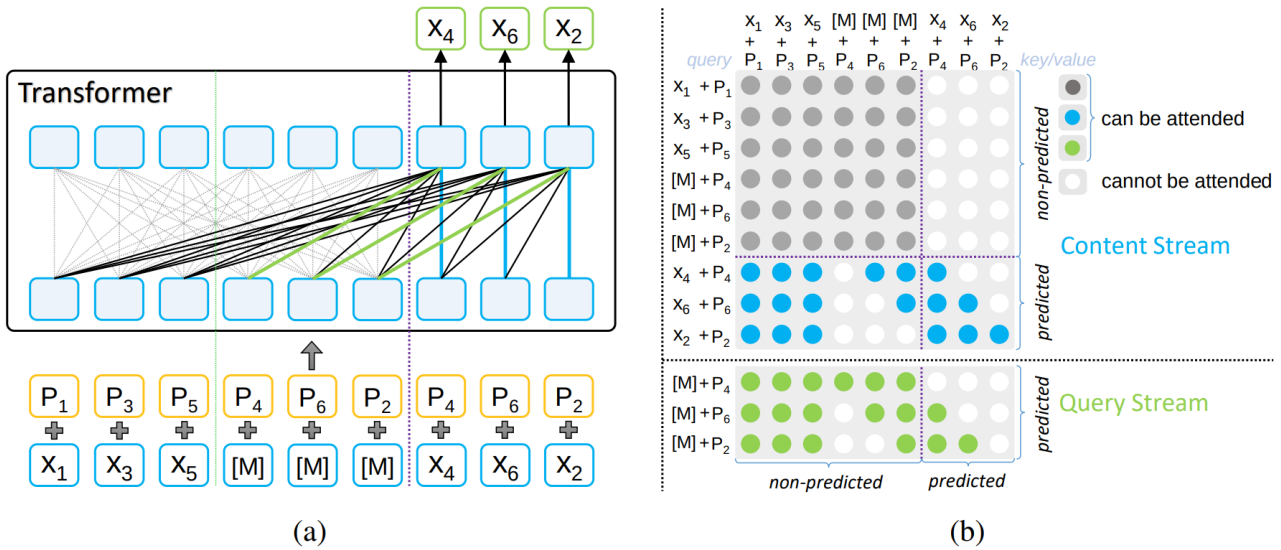 X4 X6 X2
Transformer
P1 P3 P5 P4 P6 P2 P4 P6 P2
X1 X3 X5 [M] [M] [M] X4 X6 X2
(a)
X1 X3 X5 [M] [M] [M] X4 X6 X2
+ + + + + + + + +
query P1 P3 P5 P4 P6 P2 P4 P6 P2 key/value
X1 + P1
X3 + P3
X5 + P5
[M] + P4
[M] + P6
[M] + P2
X4 + P4
X6 + P6
X2 + P2
non-predicted
predicted
can be attended
cannot be attended
Content Stream
[M] + P4
[M] + P6
[M] + P2
predicted
Query Stream
non-predicted predicted
(b)